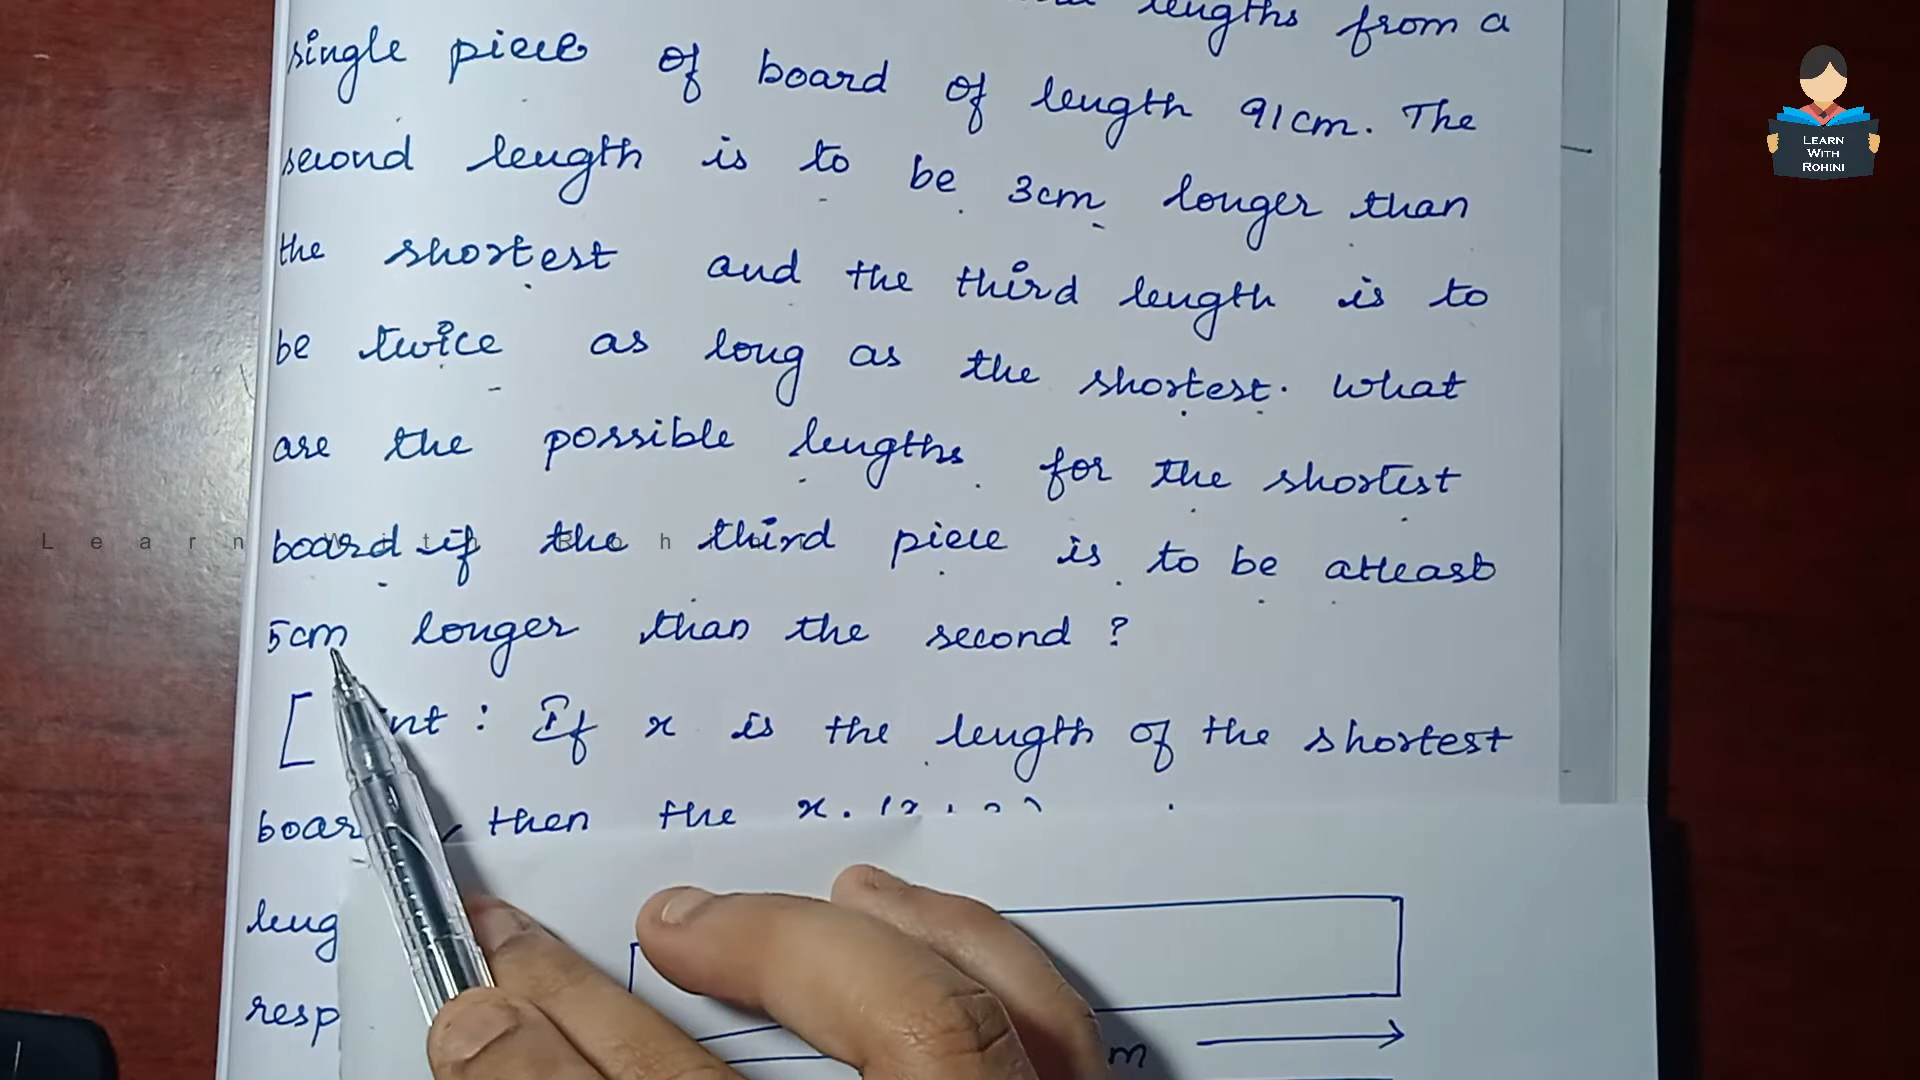 lengths from a
single piece of board of length 91cm. The
second length is to be 3cm longer than
the shortest and the third length is to
be twice as long as the shortest. What
are the possible lengths for the shortest
board if the third piece is to be atleast
5cm longer than the second?
: If x is the length of the shortest
then the x,
m
LEARN
WITH
ROHINI